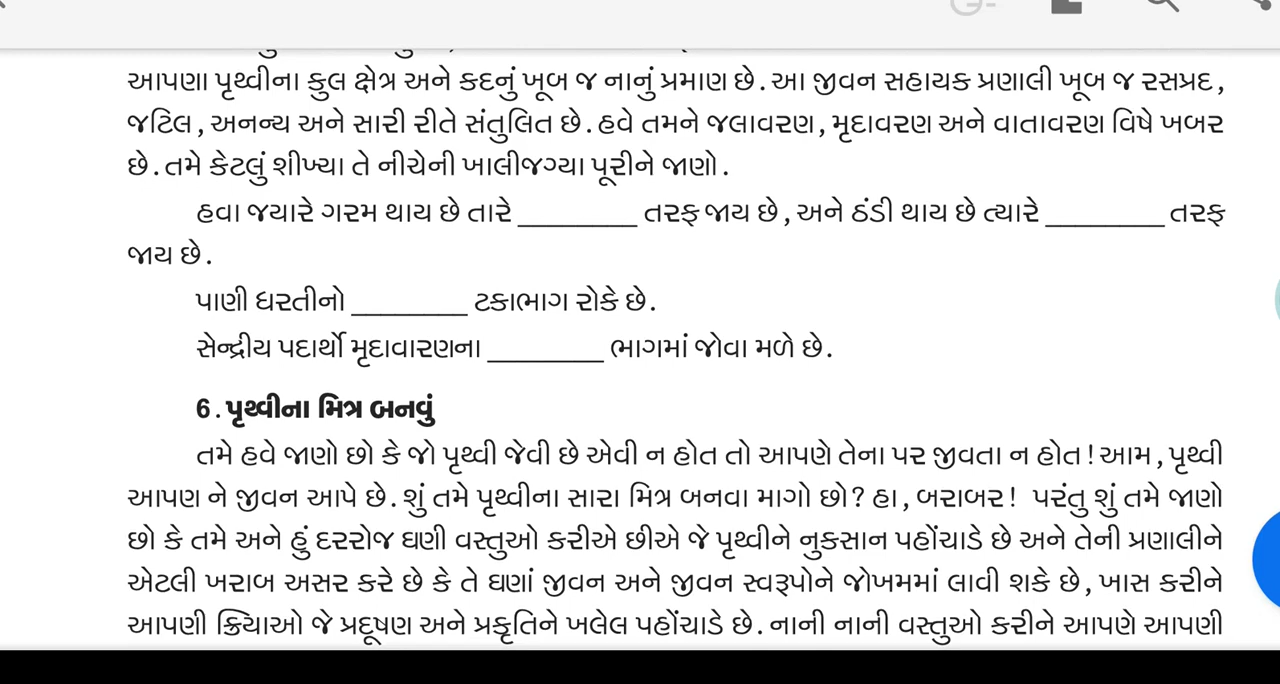 આપણા પૃથ્વીના કુલ ક્ષેત્ર અને કદનું ખૂબ જ નાનું પ્રમાણ છે. આ જીવન સહાયક પ્રણાલી ખૂબ જ રસપ્રદ,
જટિલ, અનન્ય અને સારી રીતે સંતુલિત છે. હવે તમને જલાવરણ, મૃદાવરણ અને વાતાવરણ વિષે ખબર
છે. તમે કેટલું શીખ્યા તે નીચેની ખાલીજગ્યા પૂરીને જાણો.
હવા જયારે ગરમ થાય છે તારે ________ તરફ જાય છે, અને ઠંડી થાય છે ત્યારે ________ તરફ
જાય છે.
પાણી ધરતીનો ________ ટકાભાગ રોકે છે.
સેન્દ્રીય પદાર્થો મૃદાવારણના ________ ભાગમાં જોવા મળે છે.
6. પૃથ્વીના મિત્ર બનવું
તમે હવે જાણો છો કે જો પૃથ્વી જેવી છે એવી ન હોત તો આપણે તેના પર જીવતા ન હોત! આમ, પૃથ્વી
આપણ ને જીવન આપે છે. શું તમે પૃથ્વીના સારા મિત્ર બનવા માગો છો? હા, બરાબર! પરંતુ શું તમે જાણો
છો કે તમે અને હું દરરોજ ઘણી વસ્તુઓ કરીએ છીએ જે પૃથ્વીને નુકસાન પહોંચાડે છે અને તેની પ્રણાલીને
એટલી ખરાબ અસર કરે છે કે તે ઘણાં જીવન અને જીવન સ્વરૂપોને જોખમમાં લાવી શકે છે, ખાસ કરીને
આપણી ક્રિયાઓ જે પ્રદૂષણ અને પ્રકૃતિને ખલેલ પહોંચાડે છે. નાની નાની વસ્તુઓ કરીને આપણે આપણી